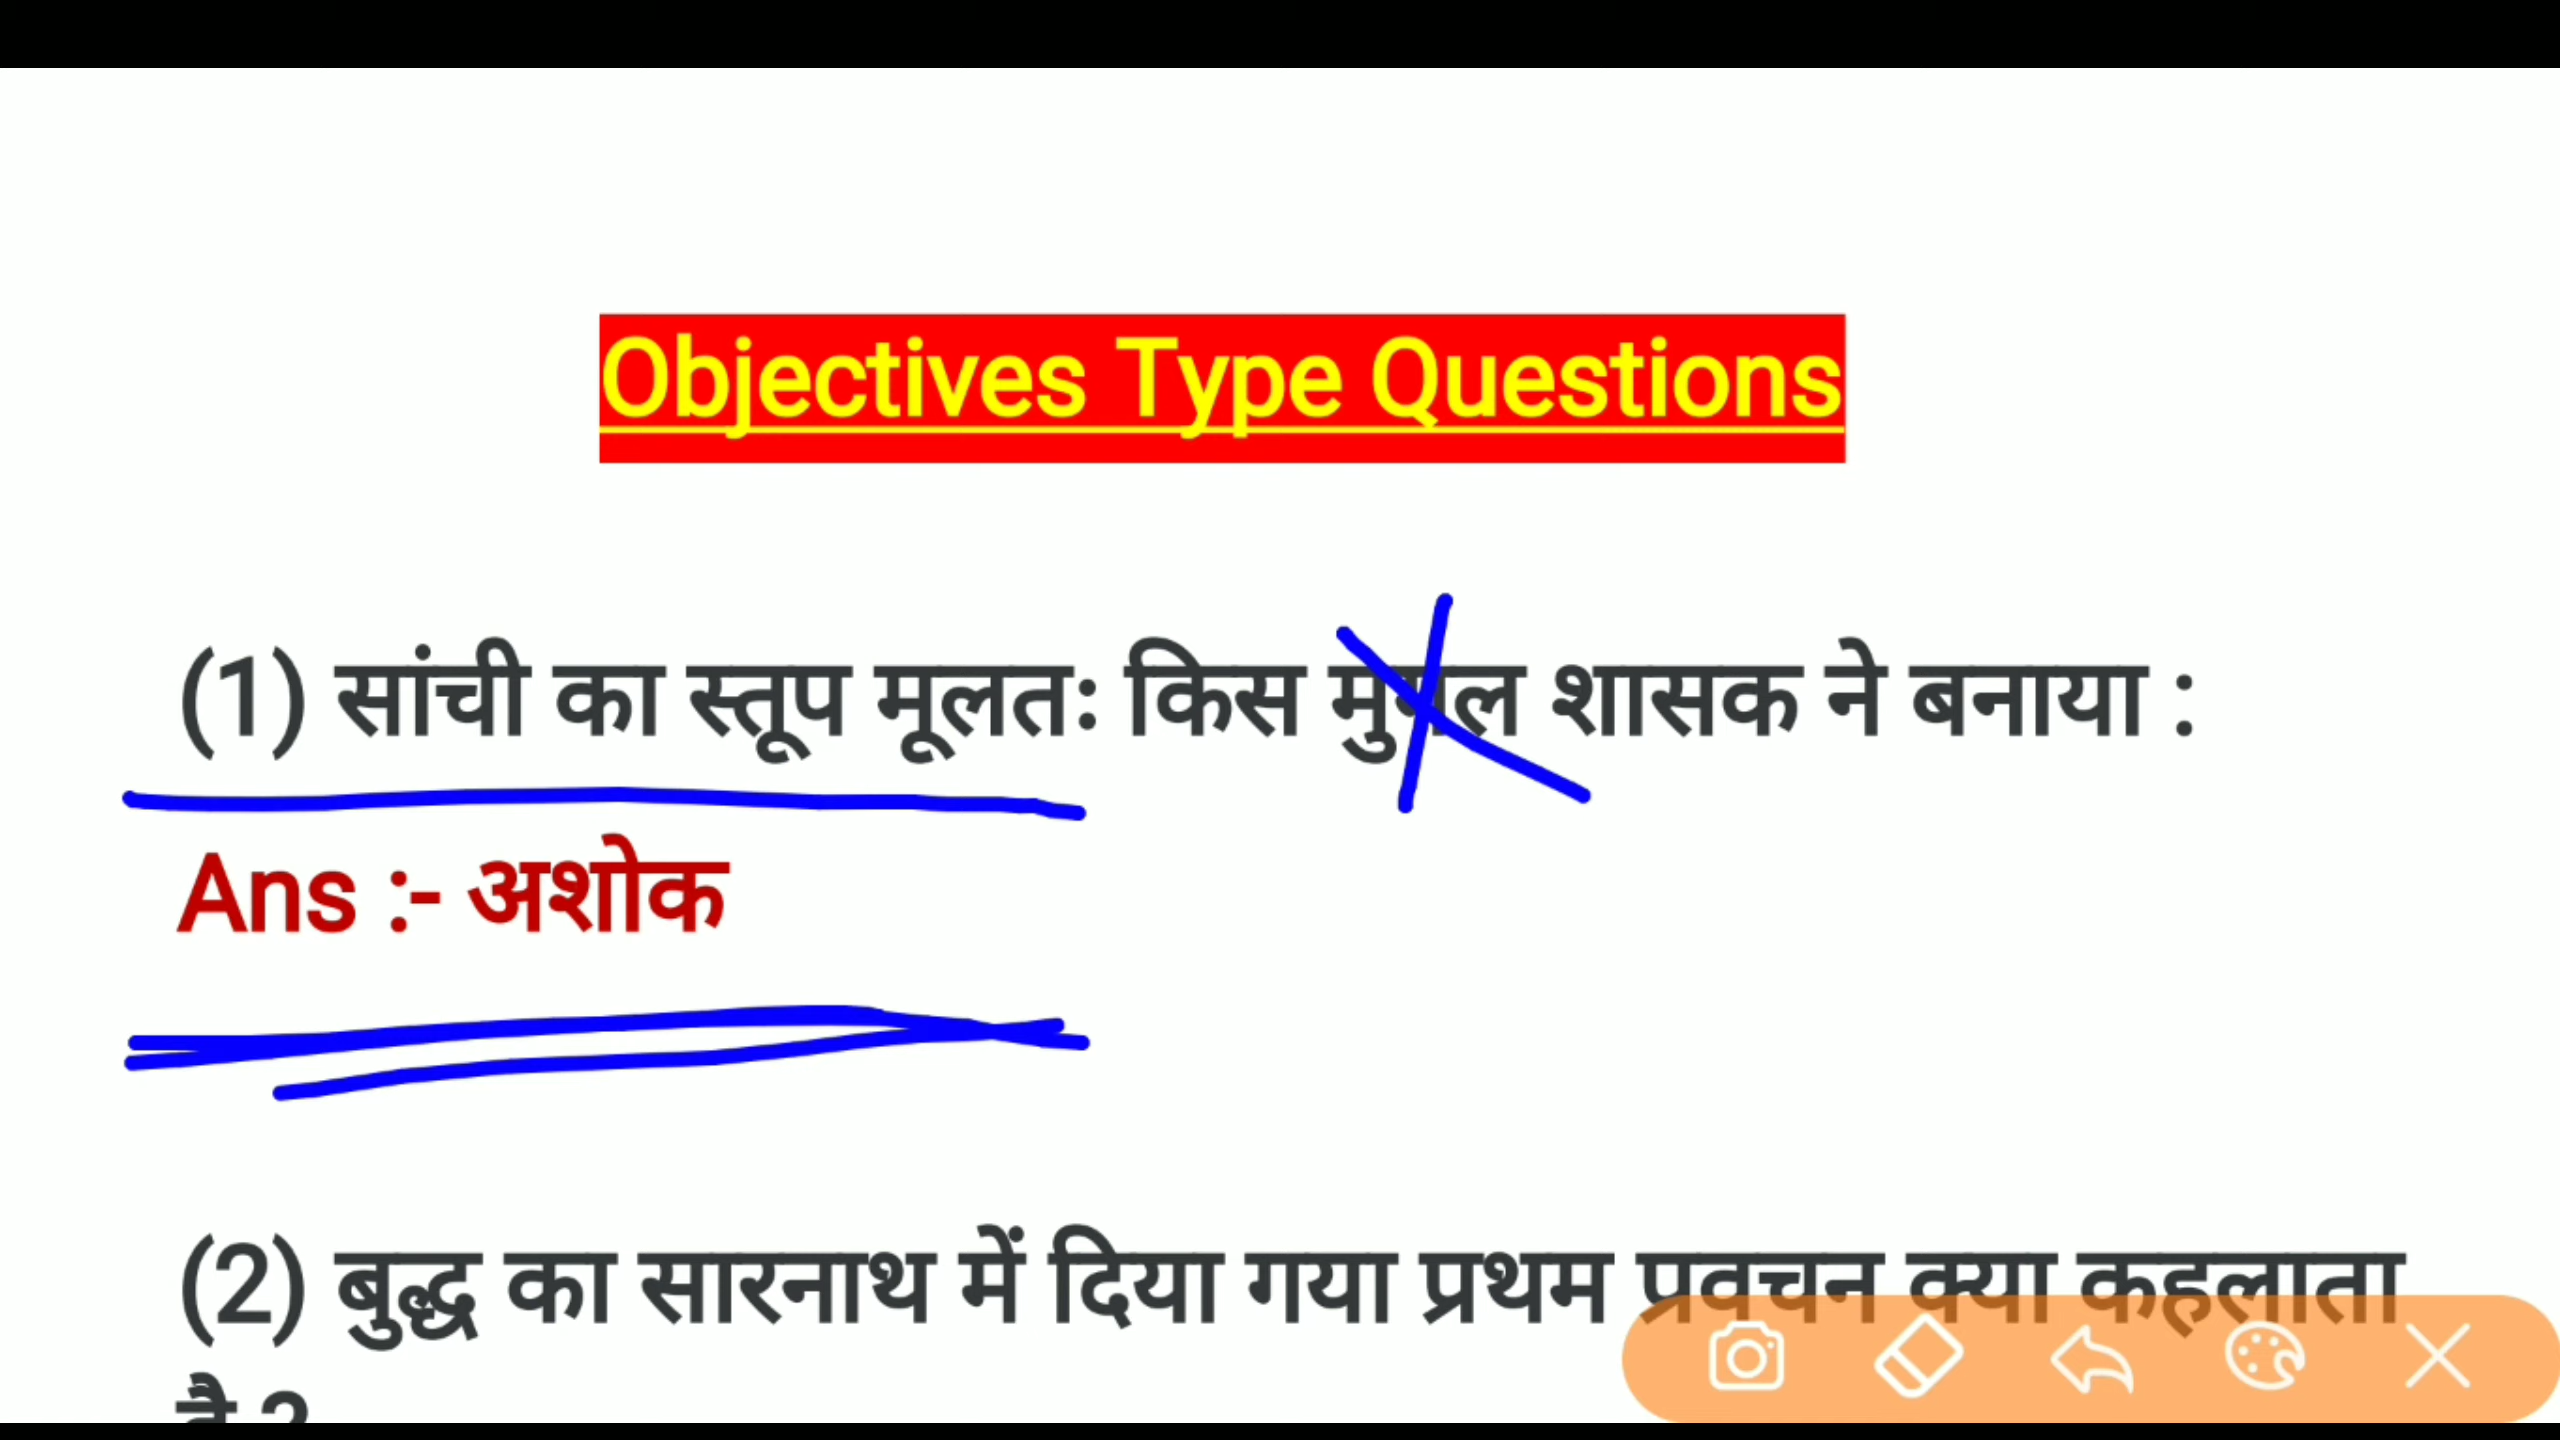 Objectives Type Questions
(1) सांची का स्तूप मूलतः किस मुगल शासक ने बनाया :
Ans :- अशोक
(2) बुद्ध का सारनाथ में दिया गया प्रथम प्रवचन क्या कहलाता
है ?